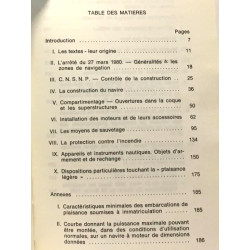 TABLE DES MATIERES
Pages
Introduction 7
I. Les textes - leur origine 11
II. L'arrêté du 27 mars 1980. — Généralités & les
zones de navigation 18
III. C.N.S.N.P. — Contrôle de la construction 25
IV. La construction du navire 45
V. Compartimentage — Ouvertures dans la coque
et les superstructures 62
VI. Installation des moteurs et de leurs accessoires 92
VII. Les moyens de sauvetage 95
VIII. La protection contre l'incendie 134
IX. Appareils et instruments nautiques. Objets d'armement
et de rechange 150
X. Dispositions particulières touchant la « plaisance
légère » 175
Annexes 185
I. Caractéristiques minimales des embarcations de
plaisance soumises à immatriculation 185
II. Courbe donnant la puissance maximale pouvant
être montée, dans des conditions d'utilisation
normales, sur un navire à moteur de dimensions
données 188